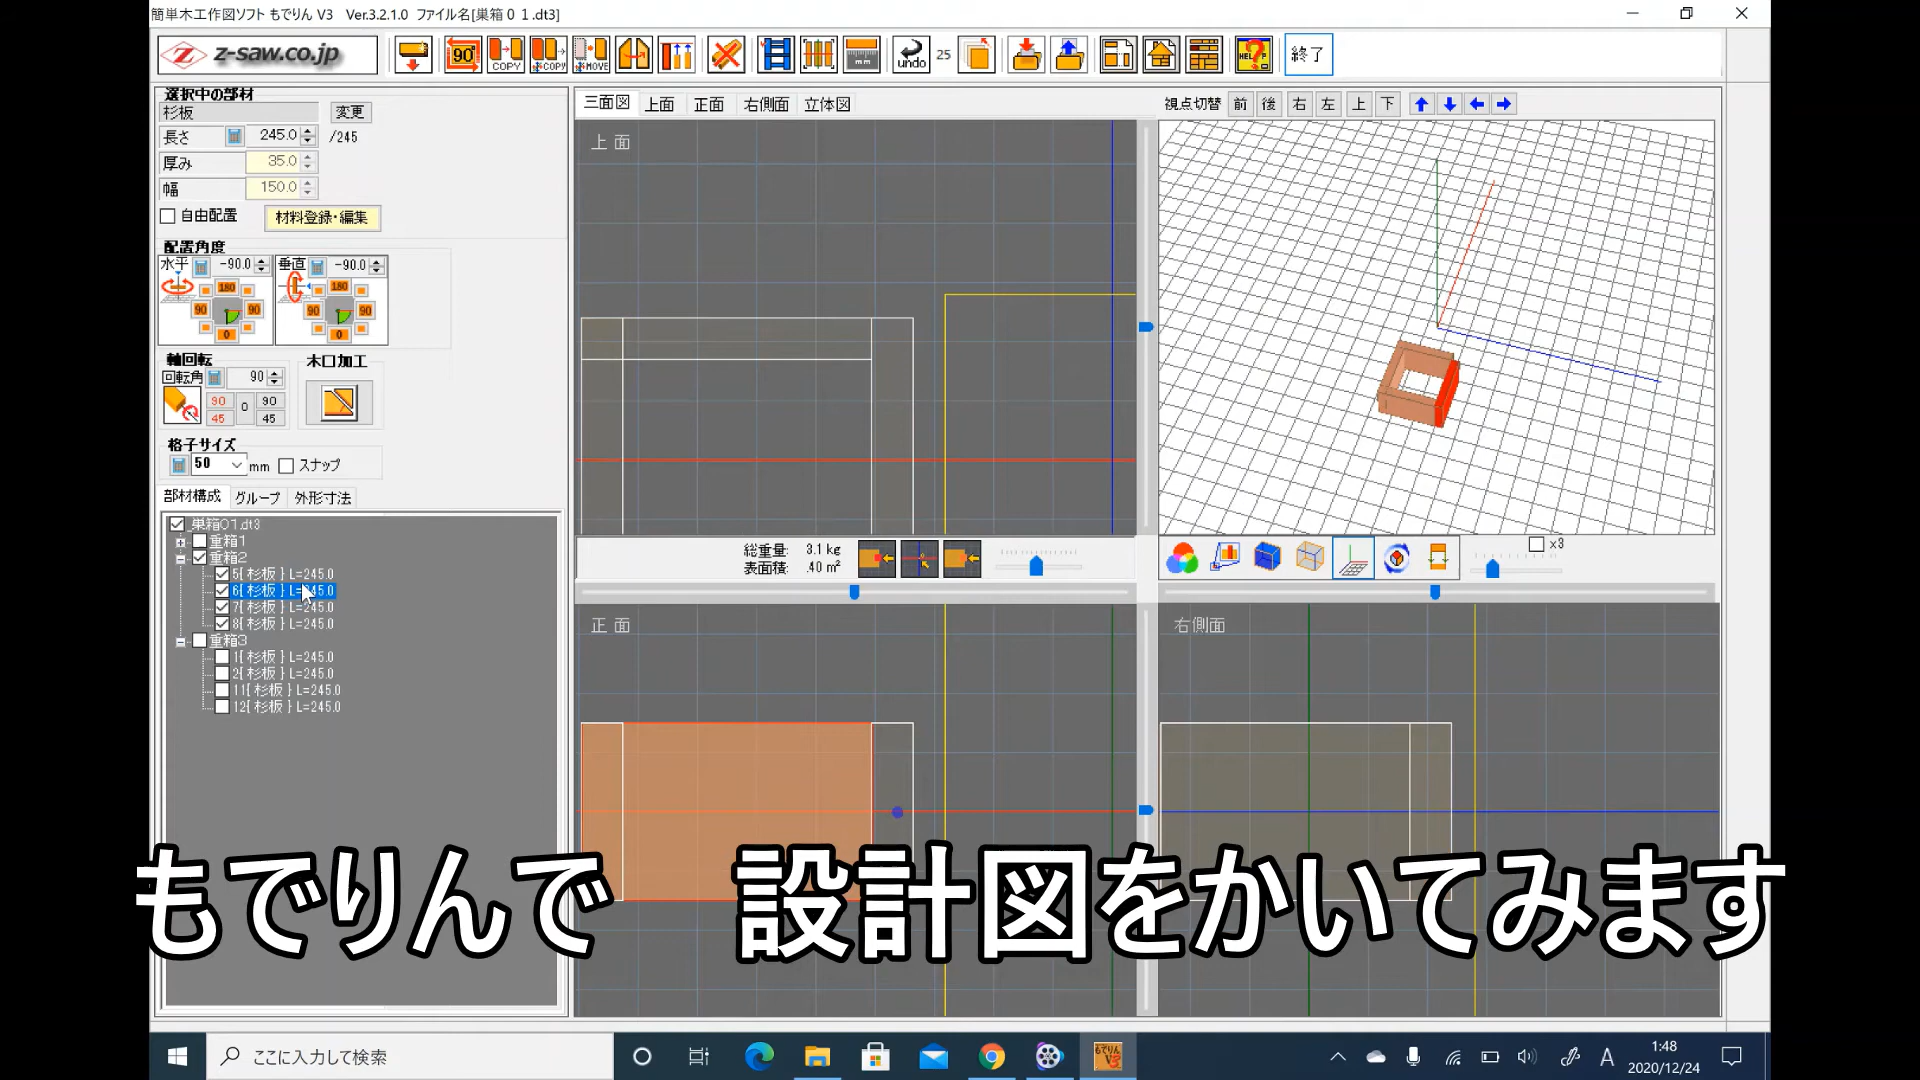 簡単木工作図ソフト もでりん V3 Ver.3.2.1.0 ファイル名[巣箱０１.dt3]
z-saw.co.jp
90°
COPY
COPY
MOVE
mm
undo
25
HELP
終了
選択中の部材
杉板
変更
長さ
245.0
/245
厚み
35.0
幅
150.0
自由配置
材料登録・編集
配置角度
水平
-90.0
垂直
-90.0
180
90
90
0
180
90
90
0
軸回転
木口加工
回転角
90
90
0
90
45
45
格子サイズ
50
mm
スナップ
部材構成
グループ
外形寸法
巣箱01.dt3
重箱1
重箱2
5{ 杉板 } L=245.0
6{ 杉板 } L=245.0
7{ 杉板 } L=245.0
8{ 杉板 } L=245.0
重箱3
1{ 杉板 } L=245.0
2{ 杉板 } L=245.0
11{ 杉板 } L=245.0
12{ 杉板 } L=245.0
三面図
上面
正面
右側面
立体図
視点切替
前
後
右
左
上
下
上 面
総重量: 3.1 kg
表面積: .40 m²
x3
正 面
右側面
もでりんで 設計図をかいてみます
ここに入力して検索
もでりん
V3
A
1:48
2020/12/24